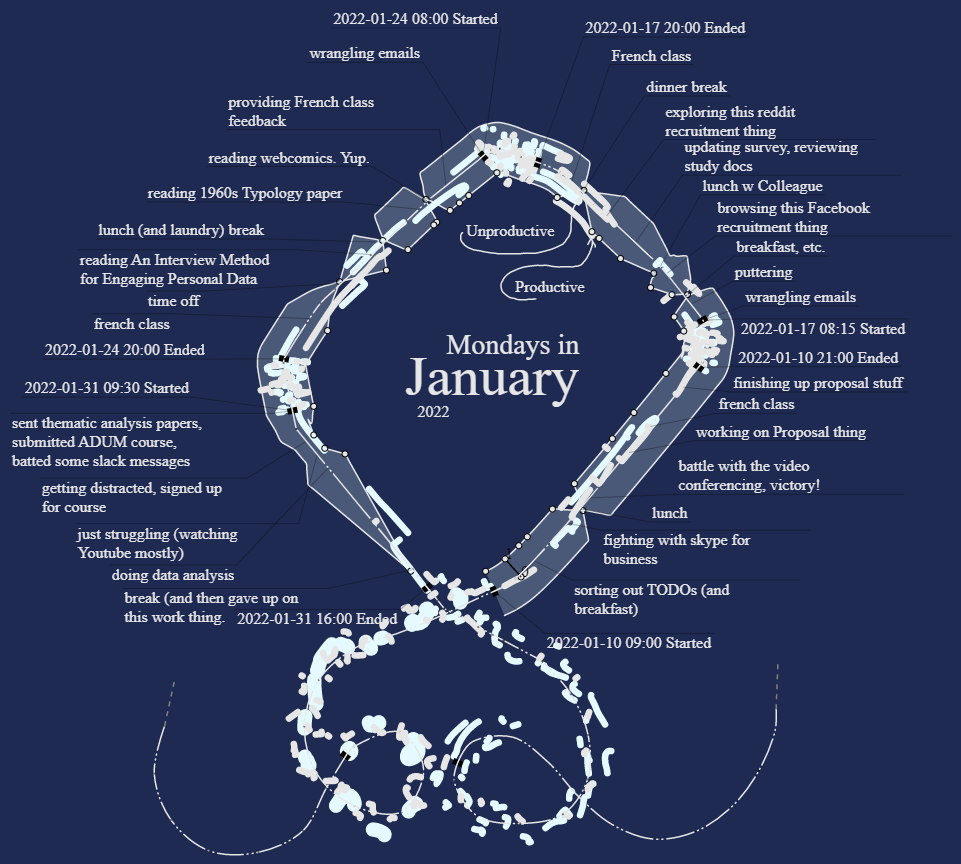 2022-01-24 08:00 Started
2022-01-17 20:00 Ended
wrangling emails
French class
dinner break
providing French class
feedback
exploring this reddit
recruitment thing
updating survey, reviewing
study docs
reading webcomics. Yup.
lunch w Colleague
reading 1960s Typology paper
browsing this Facebook
recruitment thing
lunch (and laundry) break
Unproductive
breakfast, etc.
reading An Interview Method
for Engaging Personal Data
puttering
Productive
time off
wrangling emails
french class
2022-01-17 08:15 Started
2022-01-24 20:00 Ended
Mondays in
January
2022
2022-01-10 21:00 Ended
2022-01-31 09:30 Started
finishing up proposal stuff
french class
sent thematic analysis papers,
submitted ADUM course,
batted some slack messages
working on Proposal thing
battle with the video
conferencing, victory!
getting distracted, signed up
for course
lunch
just struggling (watching
Youtube mostly)
fighting with skype for
business
doing data analysis
sorting out TODOs (and
breakfast)
break (and then gave up on
this work thing.
2022-01-31 16:00 Ended
2022-01-10 09:00 Started